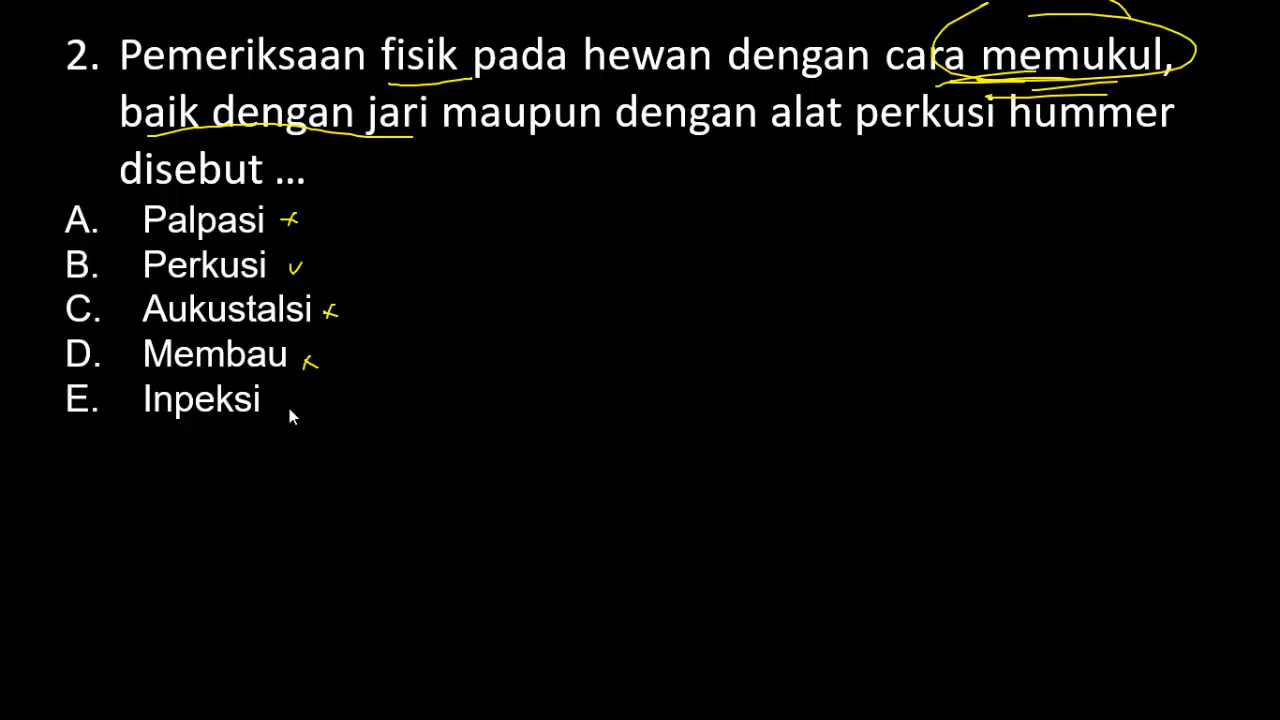 2. Pemeriksaan fisik pada hewan dengan cara memukul,
baik dengan jari maupun dengan alat perkusi hummer
disebut ...
A. Palpasi
B. Perkusi
C. Aukustalsi
D. Membau
E. Inpeksi